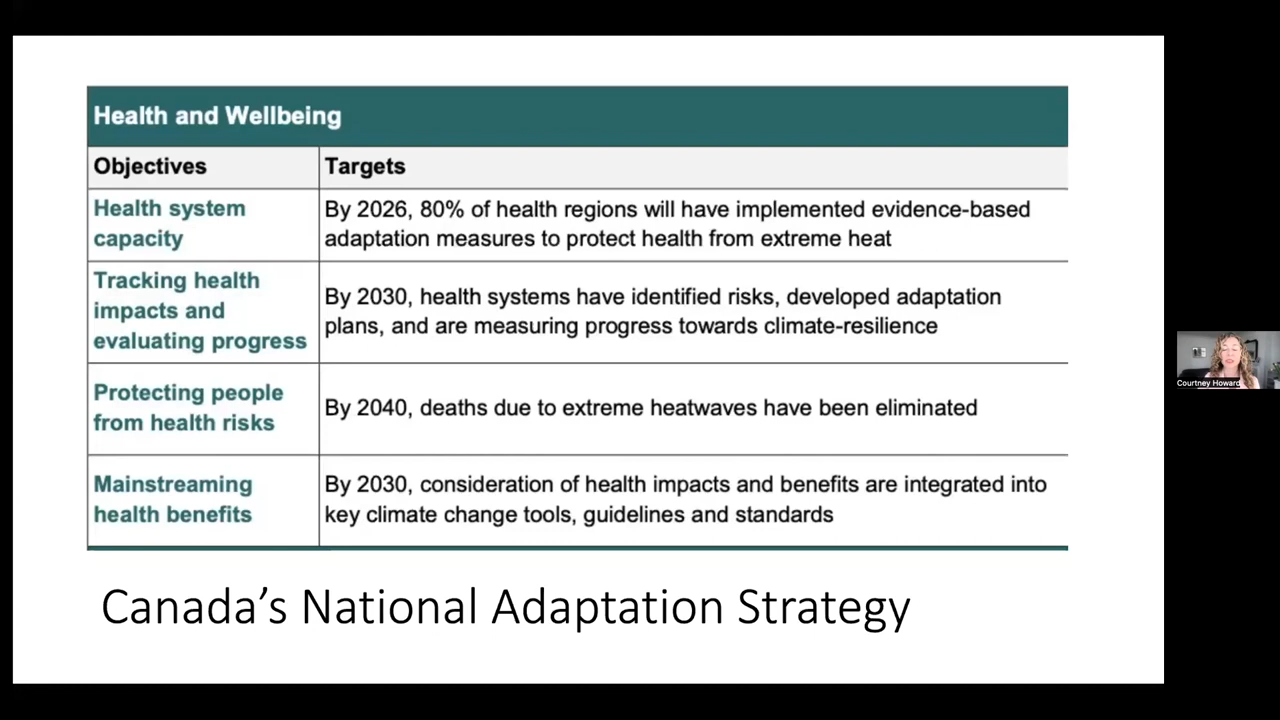 Health and Wellbeing
Objectives
Targets
Health system
capacity
By 2026, 80% of health regions will have implemented evidence-based
adaptation measures to protect health from extreme heat
Tracking health
impacts and
evaluating progress
By 2030, health systems have identified risks, developed adaptation
plans, and are measuring progress towards climate-resilience
Protecting people
from health risks
By 2040, deaths due to extreme heatwaves have been eliminated
Mainstreaming
health benefits
By 2030, consideration of health impacts and benefits are integrated into
key climate change tools, guidelines and standards
Canada’s National Adaptation Strategy
Courtney Howard